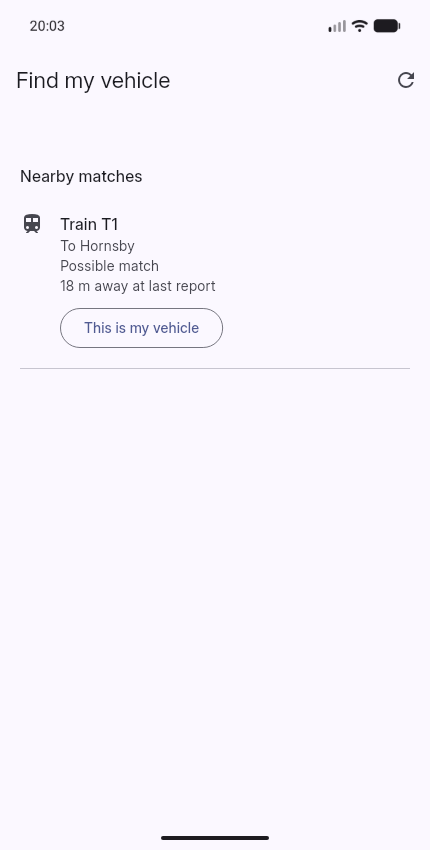 20:03
Find my vehicle
Nearby matches
Train T1
To Hornsby
Possible match
18 m away at last report
This is my vehicle